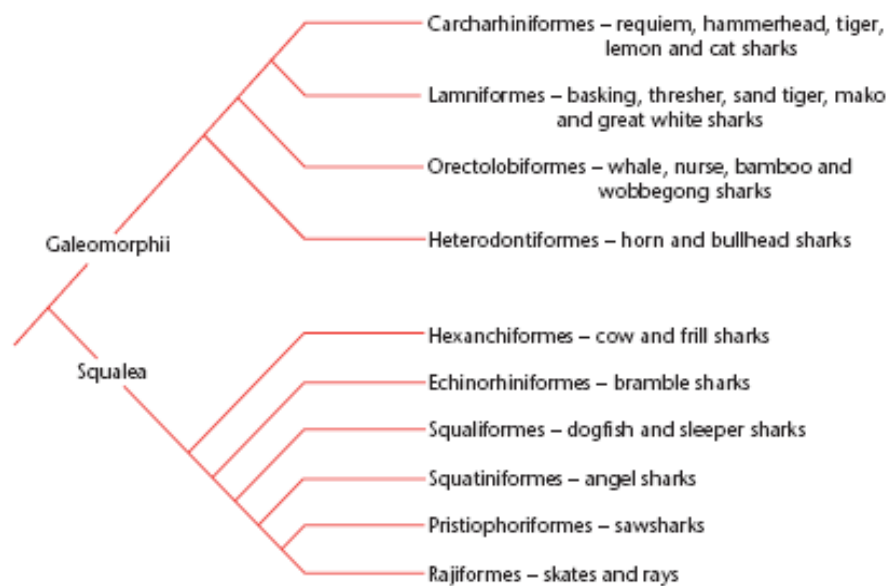 Carcharhiniformes – requiem, hammerhead, tiger,
lemon and cat sharks
Lamniformes – basking, thresher, sand tiger, mako
and great white sharks
Orectolobiformes – whale, nurse, bamboo and
wobbegong sharks
Galeomorphii
Heterodontiformes – horn and bullhead sharks
Hexanchiformes – cow and frill sharks
Squalea
Echinorhiniformes – bramble sharks
Squaliformes – dogfish and sleeper sharks
Squatiniformes – angel sharks
Pristiophoriformes – sawsharks
Rajiformes – skates and rays